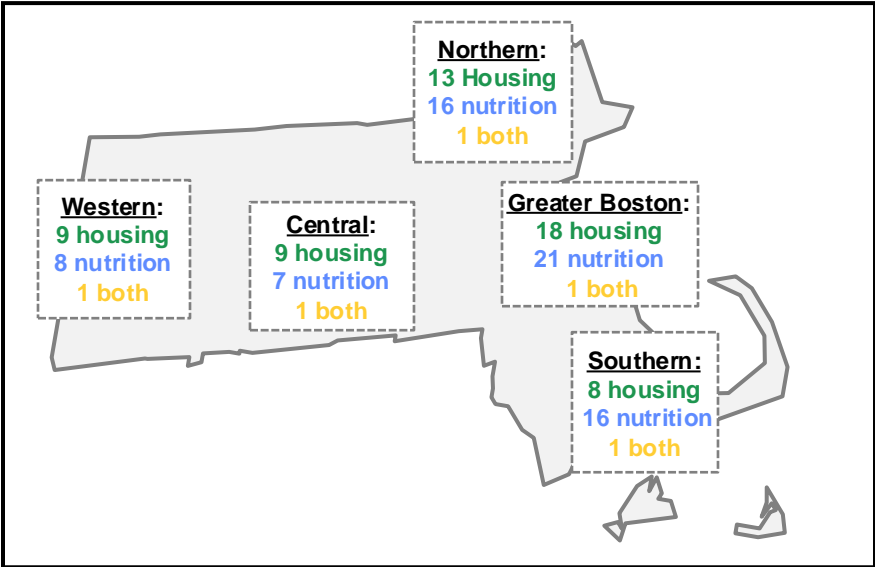 Northern:
13 Housing
16 nutrition
1 both
Western:
9 housing
8 nutrition
1 both
Central:
9 housing
7 nutrition
1 both
Greater Boston:
18 housing
21 nutrition
1 both
Southern:
8 housing
16 nutrition
1 both